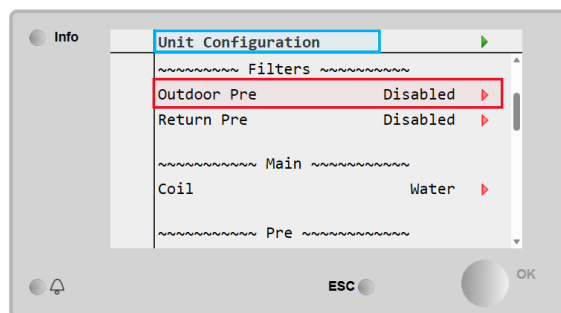 Info
Unit Configuration
~~~~~~~~~ Filters ~~~~~~~~~~
Outdoor Pre Disabled
Return Pre Disabled
~~~~~~~~~~~ Main ~~~~~~~~~~~
Coil Water
~~~~~~~~~~~ Pre ~~~~~~~~~~~~
ESC
OK